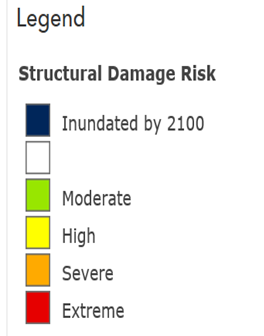 Legend
Structural Damage Risk
Inundated by 2100
Moderate
High
Severe
Extreme